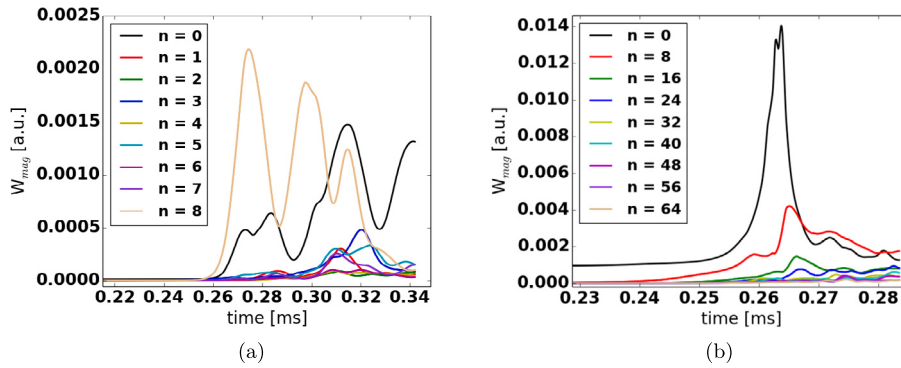 0.0025
0.0020
0.0015
0.0010
0.0005
0.0000
W_mag [a.u.]
n = 0
n = 1
n = 2
n = 3
n = 4
n = 5
n = 6
n = 7
n = 8
0.22 0.24 0.26 0.28 0.30 0.32 0.34
time [ms]
(a)
0.014
0.012
0.010
0.008
0.006
0.004
0.002
0.000
W_mag [a.u.]
n = 0
n = 8
n = 16
n = 24
n = 32
n = 40
n = 48
n = 56
n = 64
0.23 0.24 0.25 0.26 0.27 0.28
time [ms]
(b)